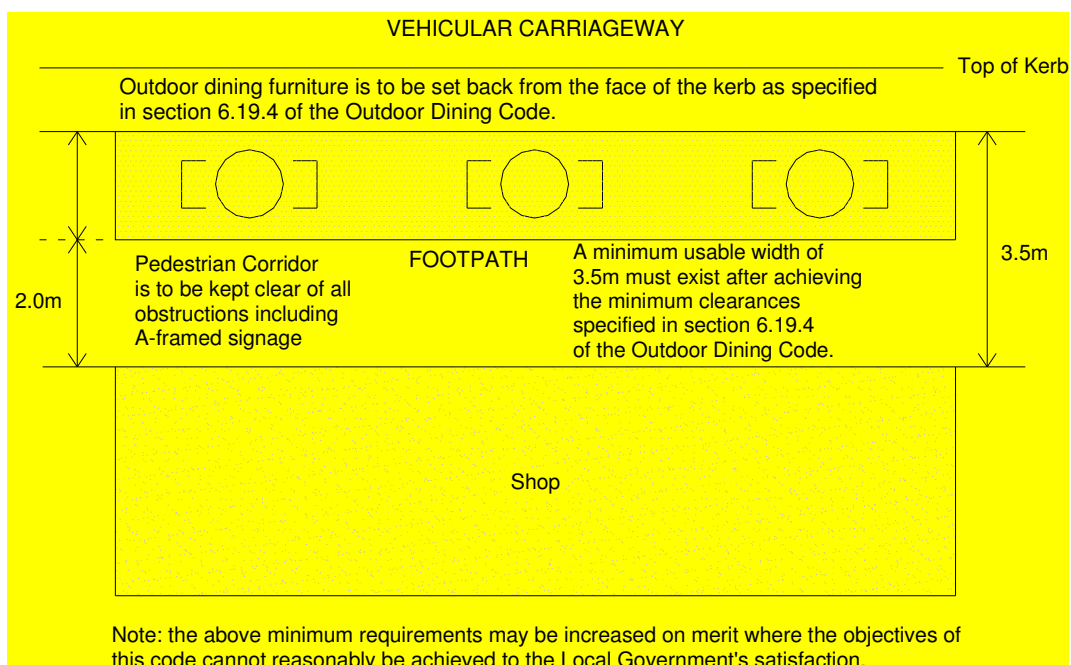 VEHICULAR CARRIAGEWAY
Top of Kerb
Outdoor dining furniture is to be set back from the face of the kerb as specified
in section 6.19.4 of the Outdoor Dining Code.
FOOTPATH
Pedestrian Corridor
is to be kept clear of all
obstructions including
A-framed signage
A minimum usable width of
3.5m must exist after achieving
the minimum clearances
specified in section 6.19.4
of the Outdoor Dining Code.
2.0m
3.5m
Shop
Note: the above minimum requirements may be increased on merit where the objectives of
this code cannot reasonably be achieved to the Local Government's satisfaction.